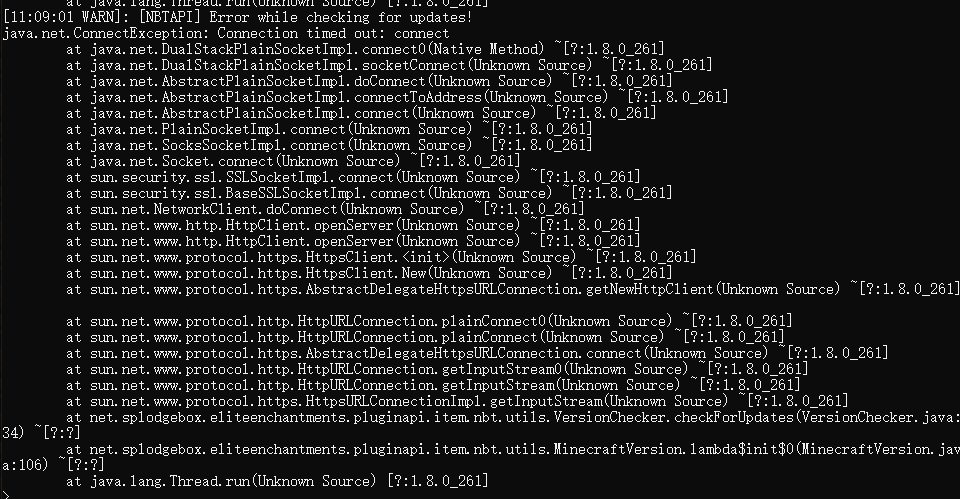 at java.lang.Thread.run(Unknown Source) [?:1.8.0_261]
[11:09:01 WARN]: [NBTAPI] Error while checking for updates!
java.net.ConnectException: Connection timed out: connect
at java.net.DualStackPlainSocketImpl.connect0(Native Method) ~[?:1.8.0_261]
at java.net.DualStackPlainSocketImpl.socketConnect(Unknown Source) ~[?:1.8.0_261]
at java.net.AbstractPlainSocketImpl.doConnect(Unknown Source) ~[?:1.8.0_261]
at java.net.AbstractPlainSocketImpl.connectToAddress(Unknown Source) ~[?:1.8.0_261]
at java.net.AbstractPlainSocketImpl.connect(Unknown Source) ~[?:1.8.0_261]
at java.net.PlainSocketImpl.connect(Unknown Source) ~[?:1.8.0_261]
at java.net.SocksSocketImpl.connect(Unknown Source) ~[?:1.8.0_261]
at java.net.Socket.connect(Unknown Source) ~[?:1.8.0_261]
at sun.security.ssl.SSLSocketImpl.connect(Unknown Source) ~[?:1.8.0_261]
at sun.security.ssl.BaseSSLSocketImpl.connect(Unknown Source) ~[?:1.8.0_261]
at sun.net.NetworkClient.doConnect(Unknown Source) ~[?:1.8.0_261]
at sun.net.www.http.HttpClient.openServer(Unknown Source) ~[?:1.8.0_261]
at sun.net.www.http.HttpClient.openServer(Unknown Source) ~[?:1.8.0_261]
at sun.net.www.protocol.https.HttpsClient.<init>(Unknown Source) ~[?:1.8.0_261]
at sun.net.www.protocol.https.HttpsClient.New(Unknown Source) ~[?:1.8.0_261]
at sun.net.www.protocol.https.AbstractDelegateHttpsURLConnection.getNewHttpClient(Unknown Source) ~[?:1.8.0_261]
at sun.net.www.protocol.http.HttpURLConnection.plainConnect0(Unknown Source) ~[?:1.8.0_261]
at sun.net.www.protocol.http.HttpURLConnection.plainConnect(Unknown Source) ~[?:1.8.0_261]
at sun.net.www.protocol.https.AbstractDelegateHttpsURLConnection.connect(Unknown Source) ~[?:1.8.0_261]
at sun.net.www.protocol.http.HttpURLConnection.getInputStream0(Unknown Source) ~[?:1.8.0_261]
at sun.net.www.protocol.http.HttpURLConnection.getInputStream(Unknown Source) ~[?:1.8.0_261]
at sun.net.www.protocol.https.HttpsURLConnectionImpl.getInputStream(Unknown Source) ~[?:1.8.0_261]
at net.splodgebox.eliteenchantments.pluginapi.item.nbt.utils.VersionChecker.checkForUpdates(VersionChecker.java:
34) ~[?:?]
at net.splodgebox.eliteenchantments.pluginapi.item.nbt.utils.MinecraftVersion.lambda$init$0(MinecraftVersion.jav
a:106) ~[?:?]
at java.lang.Thread.run(Unknown Source) [?:1.8.0_261]
>